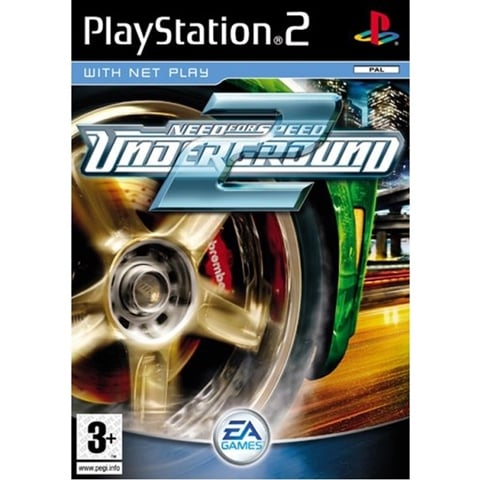 PlayStation®2
WITH NET PLAY
PAL
NEED FOR SPEED
UNDERGROUND
2
brembo
3+
www.pegi.info
EA
GAMES